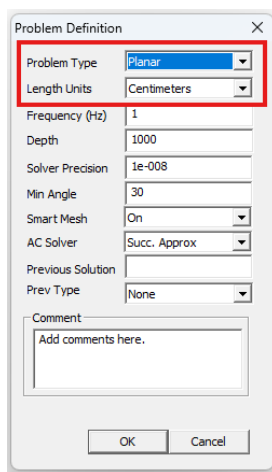 Problem Definition
Problem Type Planar
Length Units Centimeters
Frequency (Hz) 1
Depth 1000
Solver Precision 1e-008
Min Angle 30
Smart Mesh On
AC Solver Succ. Approx
Previous Solution
Prev Type None
Comment
Add comments here.
OK Cancel